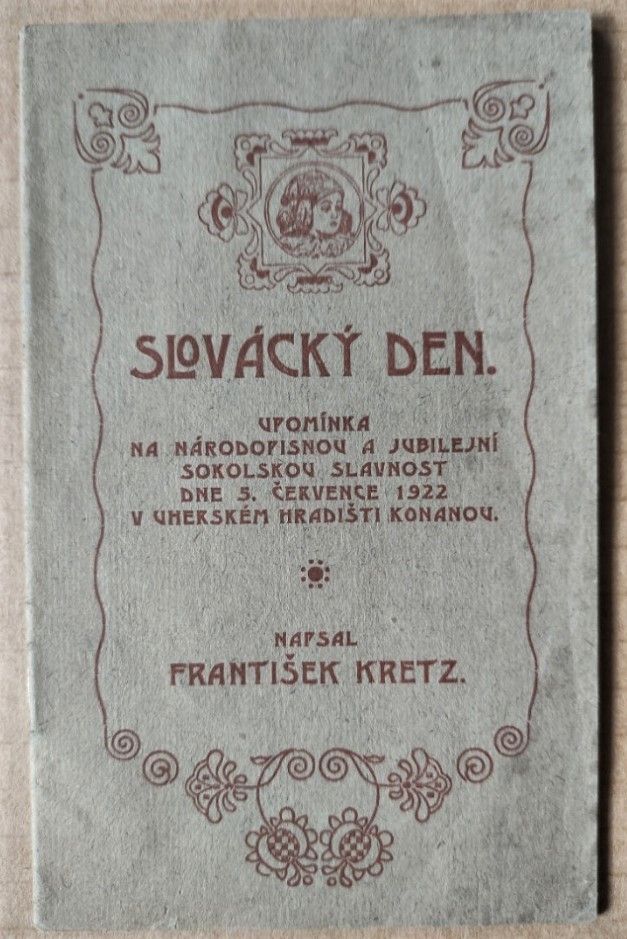 SLOVÁCKÝ DEN.
UPOMÍNKA
NA NÁRODOPISNOU A JUBILEJNÍ
SOKOLSKOU SLAVNOST
DNE 5. ČERVENCE 1922
V UHERSKÉM HRADIŠTI KONANOU.
NAPSAL
FRANTIŠEK KRETZ.